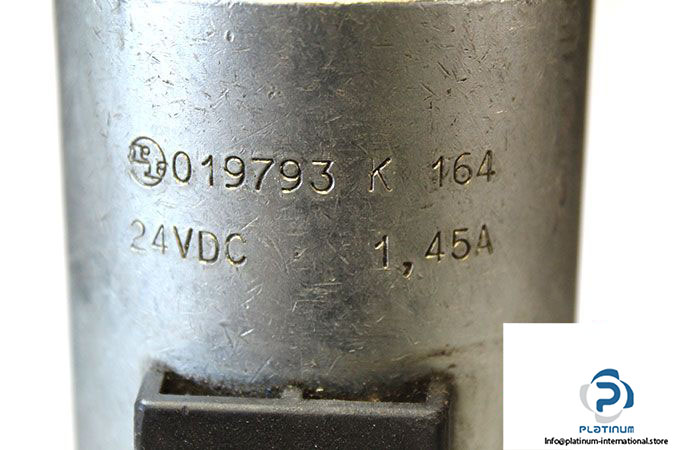 019793 K 164
24VDC 1,45A
PLATINUM
Info@platinum-international.store